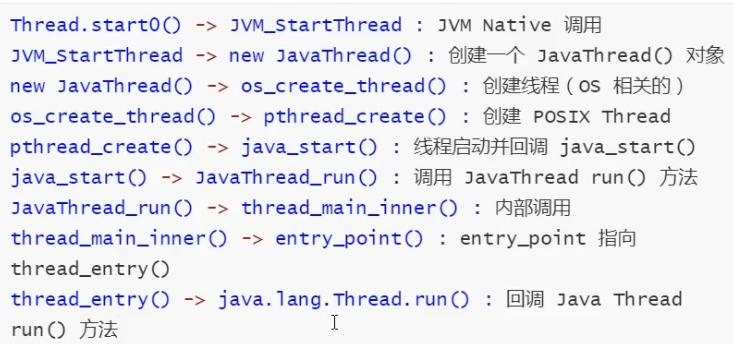 Thread.start0() -> JVM_StartThread : JVM Native 调用
JVM_StartThread -> new JavaThread() : 创建一个 JavaThread() 对象
new JavaThread() -> os_create_thread() : 创建线程（OS 相关的）
os_create_thread() -> pthread_create() : 创建 POSIX Thread
pthread_create() -> java_start() : 线程启动并回调 java_start()
java_start() -> JavaThread_run() : 调用 JavaThread run() 方法
JavaThread_run() -> thread_main_inner() : 内部调用
thread_main_inner() -> entry_point() : entry_point 指向
thread_entry()
thread_entry() -> java.lang.Thread.run() : 回调 Java Thread
run() 方法